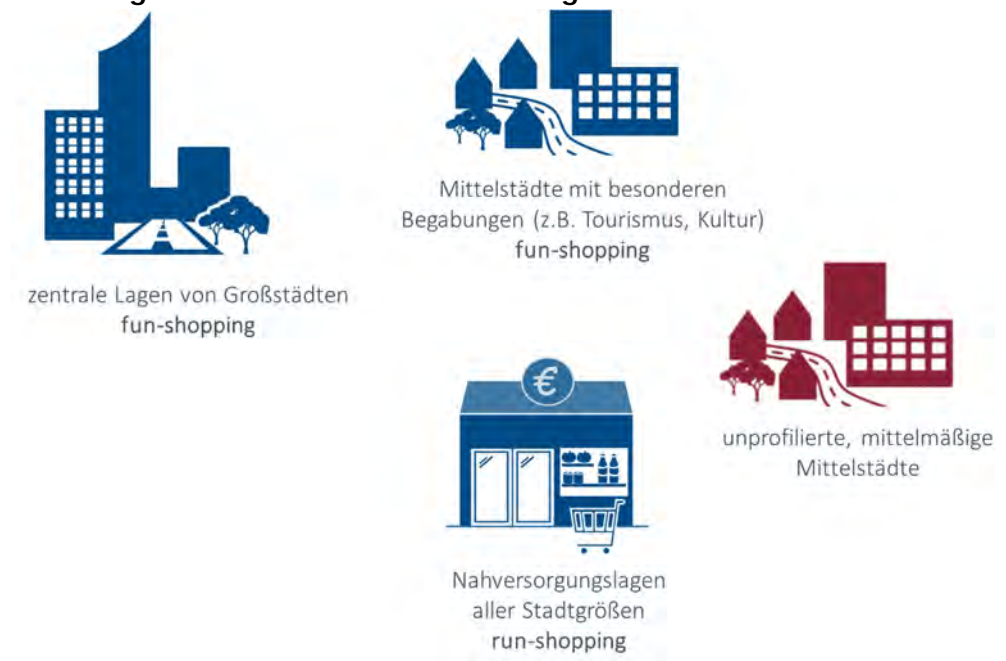 Mittelstädte mit besonderen
Begabungen (z.B. Tourismus, Kultur)
fun-shopping
zentrale Lagen von Großstädten
fun-shopping
unprofilierte, mittelmäßige
Mittelstädte
€
Nahversorgungslagen
aller Stadtgrößen
run-shopping